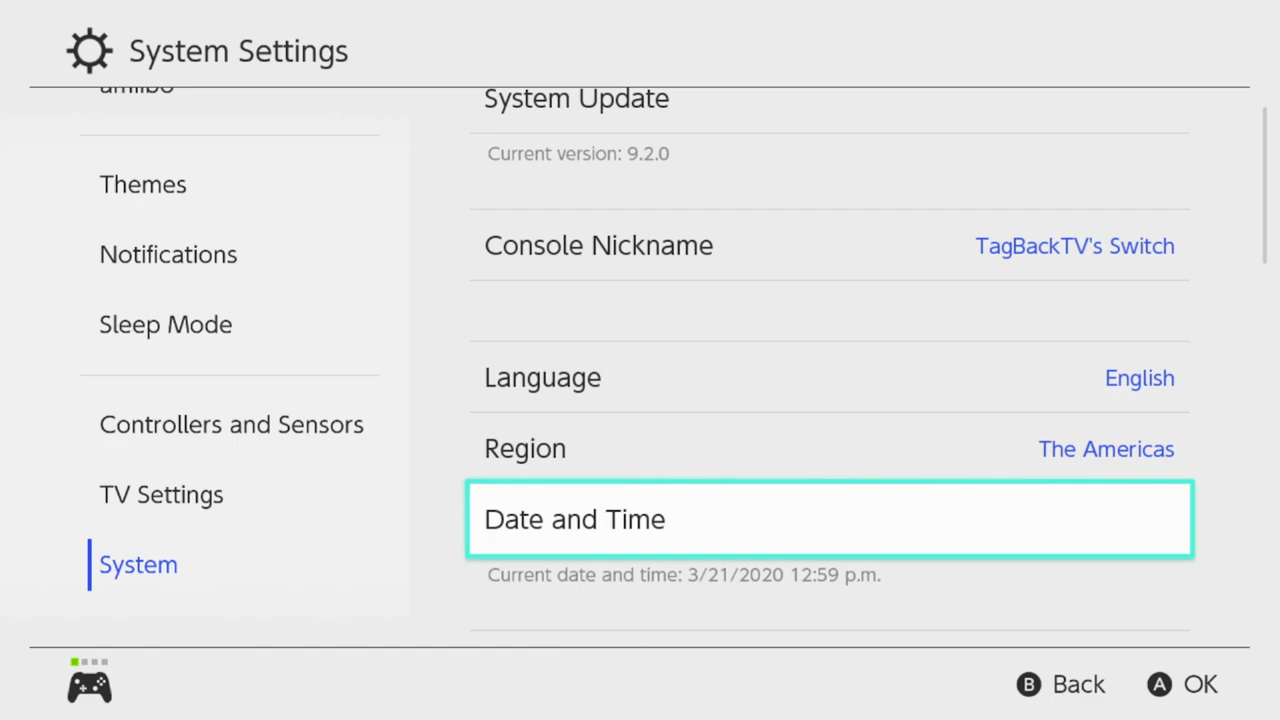 System Settings
amiibo
Themes
Notifications
Sleep Mode
Controllers and Sensors
TV Settings
System
System Update
Current version: 9.2.0
Console Nickname TagBackTV's Switch
Language English
Region The Americas
Date and Time
Current date and time: 3/21/2020 12:59 p.m.
B Back A OK